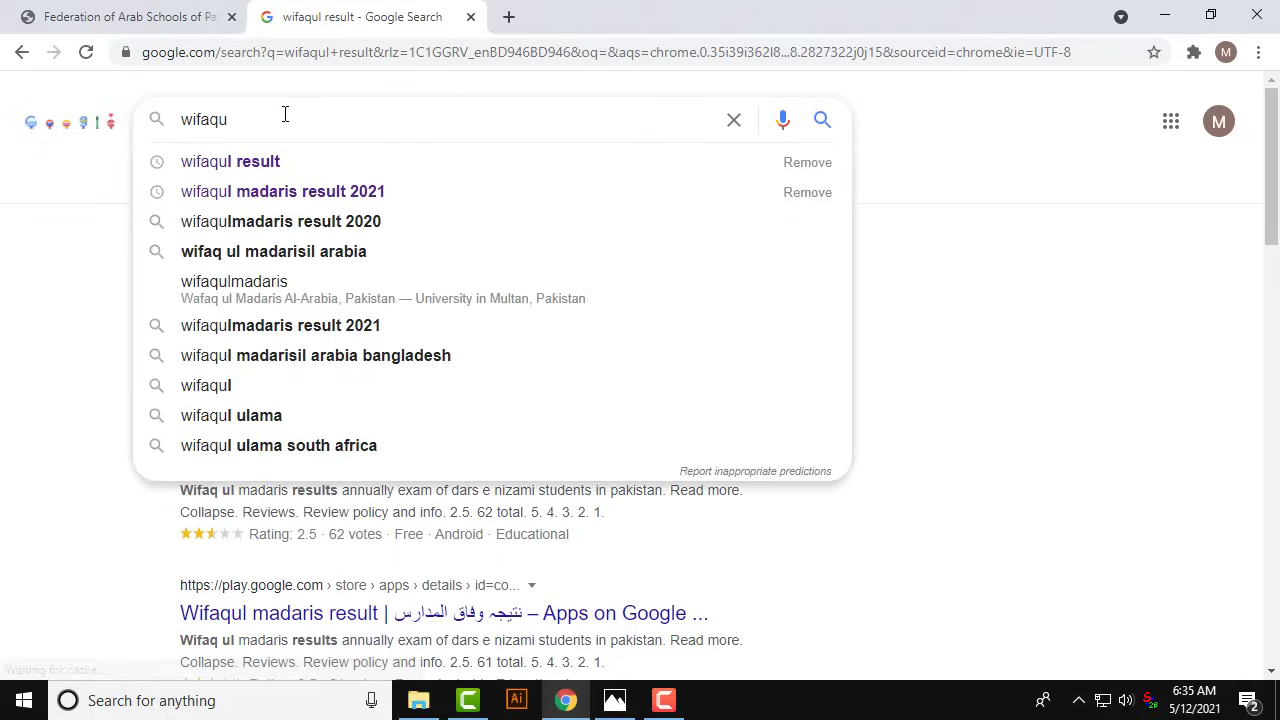 Federation of Arab Schools of Pa
wifaqul result - Google Search
google.com/search?q=wifaqul+result&rlz=1C1GGRV_enBD946BD946&oq=&aqs=chrome.0.35i39i362l8...8.2827322j0j15&sourceid=chrome&ie=UTF-8
M
Google
wifaqu
M
wifaqul result
Remove
wifaqul madaris result 2021
Remove
wifaqulmadaris result 2020
wifaq ul madarisil arabia
wifaqulmadaris
Wafaq ul Madaris Al-Arabia, Pakistan — University in Multan, Pakistan
wifaqulmadaris result 2021
wifaqul madarisil arabia bangladesh
wifaqul
wifaqul ulama
wifaqul ulama south africa
Report inappropriate predictions
Wifaq ul madaris results annually exam of dars e nizami students in pakistan. Read more.
Collapse. Reviews. Review policy and info. 2.5. 62 total. 5. 4. 3. 2. 1.
Rating: 2.5 · 62 votes · Free · Android · Educational
https://play.google.com › store › apps › details › id=co...
Wifaqul madaris result | نتیجہ وفاق المدارس – Apps on Google ...
Wifaq ul madaris results annually exam of dars e nizami students in pakistan. Read more.
Collapse. Reviews. Review policy and info. 2.5. 61 total. 5. 4. 3. 2. 1.
Waiting for cache...
Search for anything
Ai
6:35 AM
5/12/2021
2